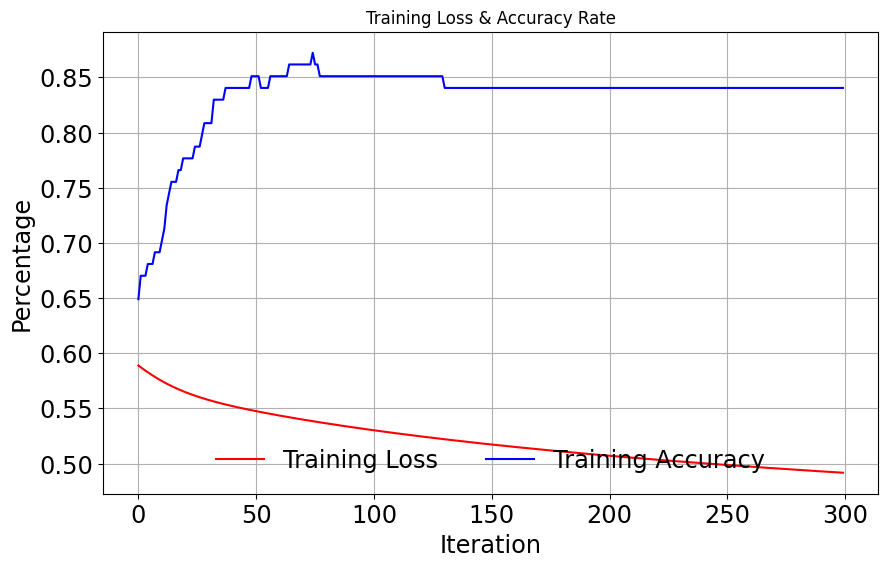 Training Loss & Accuracy Rate
0.85
0.80
0.75
0.70
0.65
0.60
0.55
0.50
Percentage
Training Loss Training Accuracy
0 50 100 150 200 250 300
Iteration